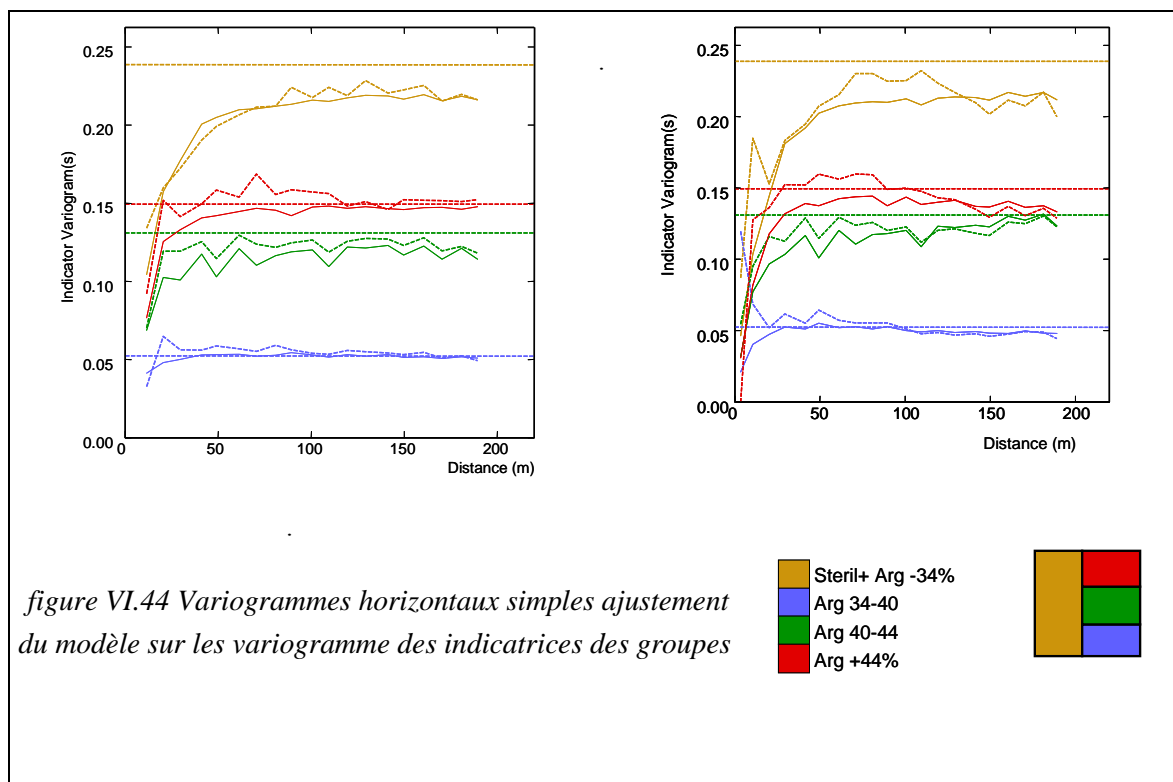 0.25
0.20
0.15
0.10
0.05
0.00
Indicator Variogram(s)
0
50
100
150
200
Distance (m)
0.25
0.20
0.15
0.10
0.05
0.00
Indicator Variogram(s)
0
50
100
150
200
Distance (m)
figure VI.44 Variogrammes horizontaux simples ajustement
du modèle sur les variogramme des indicatrices des groupes
Steril+ Arg -34%
Arg 34-40
Arg 40-44
Arg +44%